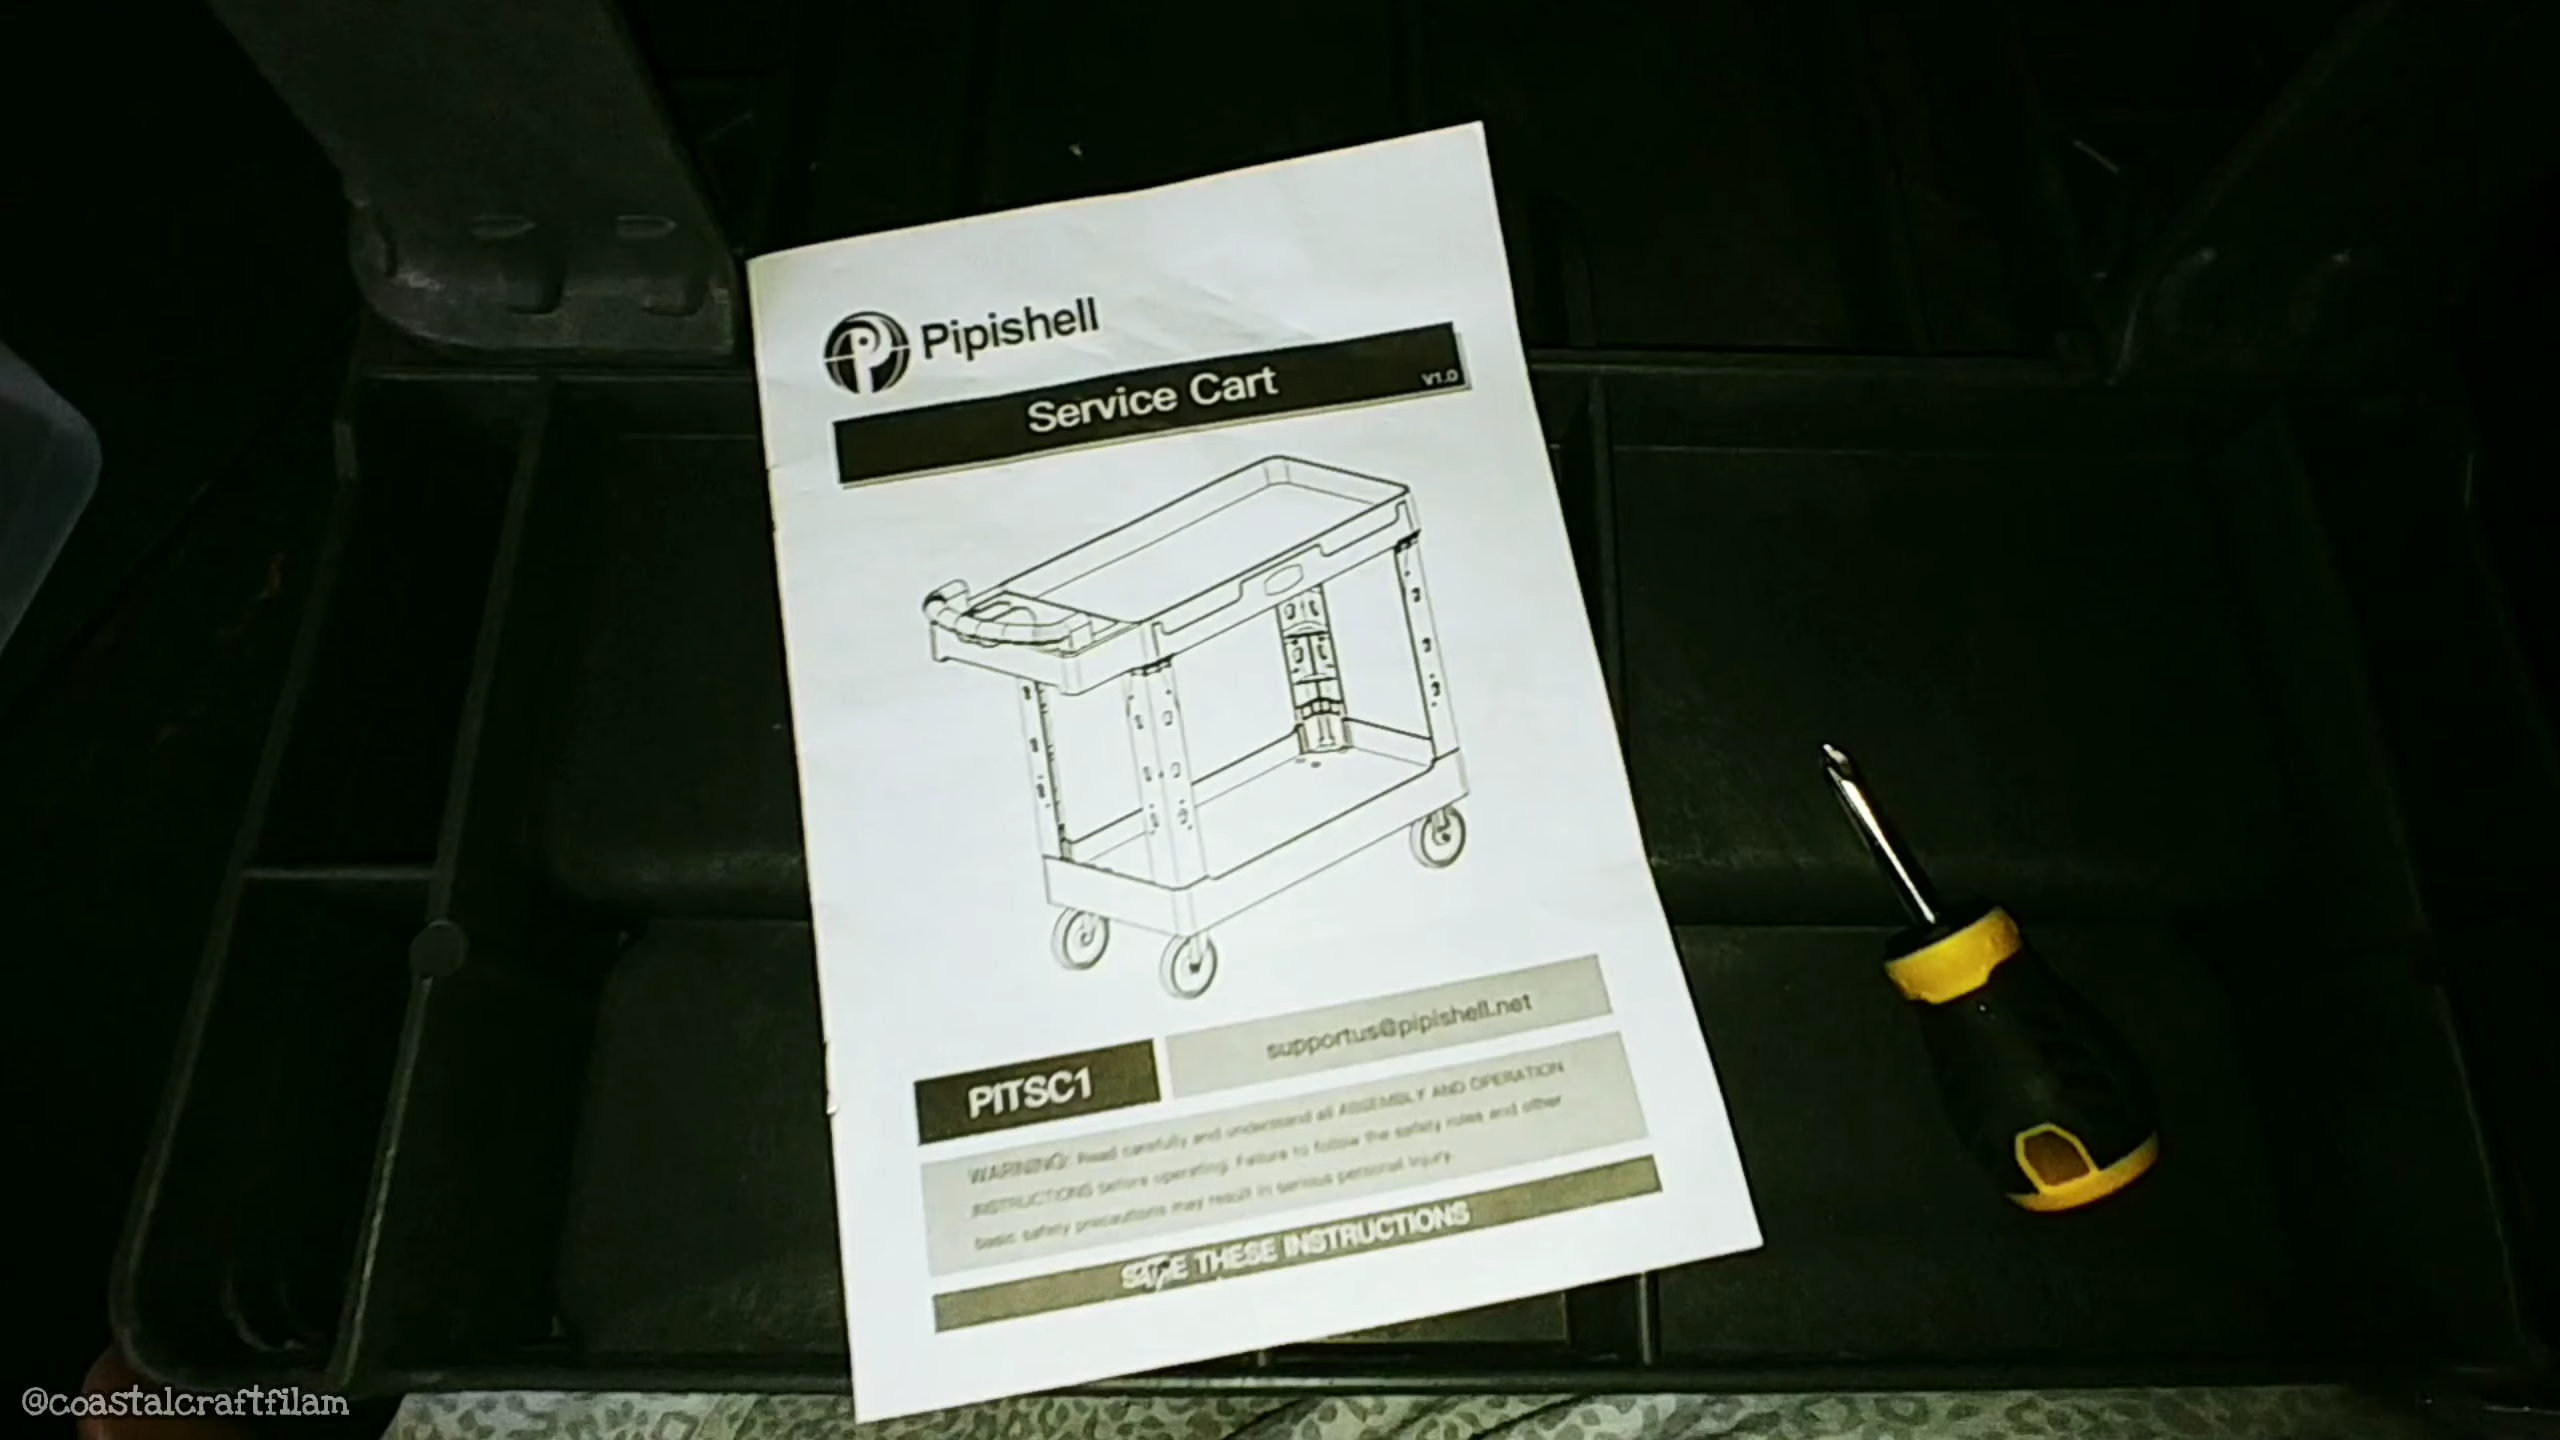 Pipishell
Service Cart
V1.0
PITSC1
supportus@pipishell.net
WARNING: Read carefully and understand all ASSEMBLY AND OPERATION
INSTRUCTIONS before operating. Failure to follow the safety rules and other
basic safety precautions may result in serious personal injury.
SAVE THESE INSTRUCTIONS
@coastalcraftfilam